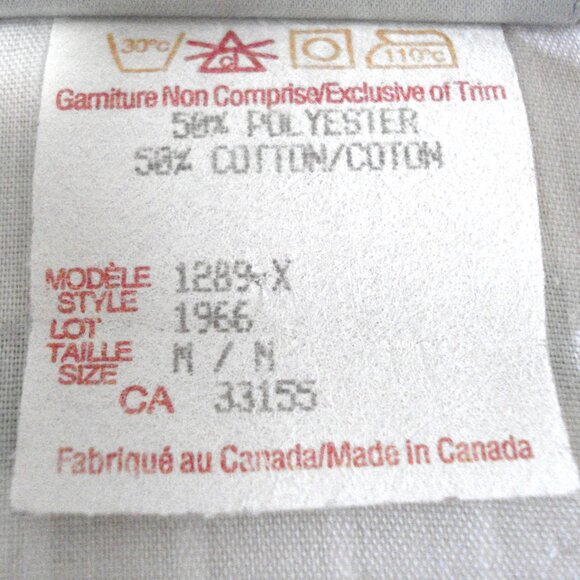 30°C cl 110°C
Garniture Non Comprise/Exclusive of Trim
50% POLYESTER
50% COTTON/COTON
MODÈLE
STYLE 1289-X
LOT 1966
TAILLE
SIZE M / M
CA 33155
Fabriqué au Canada/Made in Canada